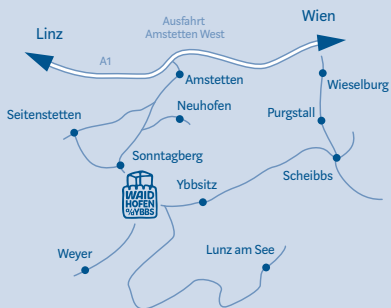 Ausfahrt
Amstetten West
Wien
Linz
A1
Amstetten
Wieselburg
Neuhofen
Seitenstetten
Purgstall
Sonntagberg
Scheibbs
Ybbsitz
WAID
HOFEN
%YBBS
Weyer
Lunz am See